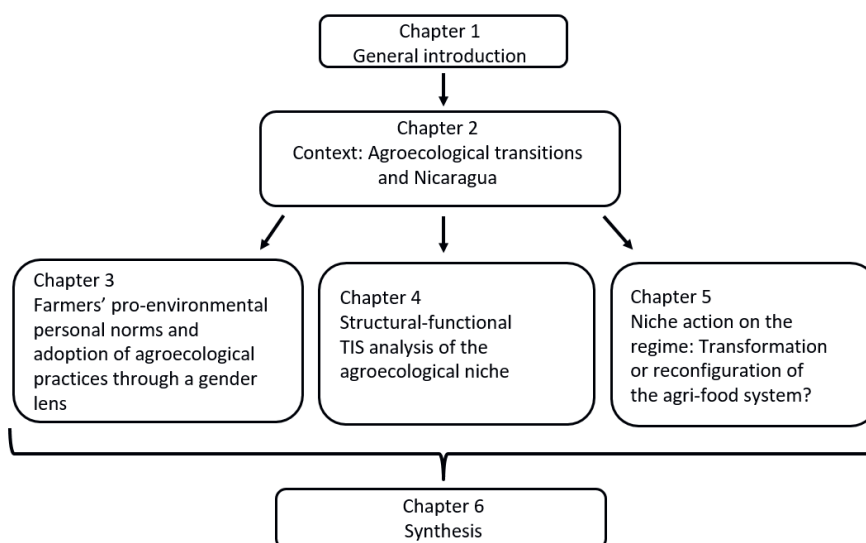 Chapter 1
General introduction
Chapter 2
Context: Agroecological transitions
and Nicaragua
Chapter 3
Farmers’ pro-environmental
personal norms and
adoption of agroecological
practices through a gender
lens
Chapter 4
Structural-functional
TIS analysis of the
agroecological niche
Chapter 5
Niche action on the
regime: Transformation
or reconfiguration of
the agri-food system?
Chapter 6
Synthesis